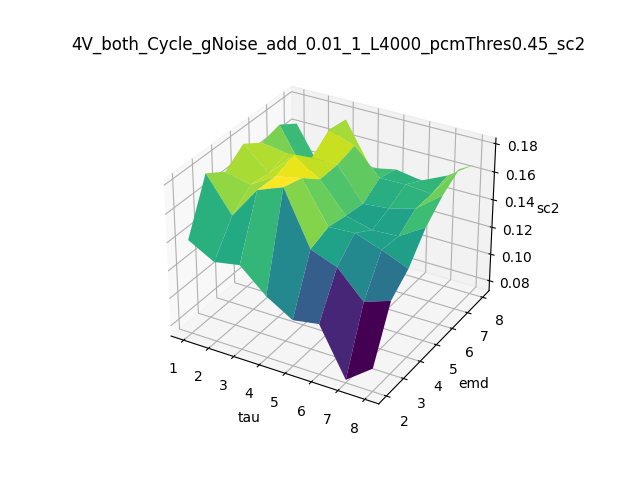 4V_both_Cycle_gNoise_add_0.01_1_L4000_pcmThres0.45_sc2
0.18
0.16
0.14
0.12
0.10
0.08
sc2
1 2 3 4 5 6 7 8
tau
2 3 4 5 6 7 8
emd